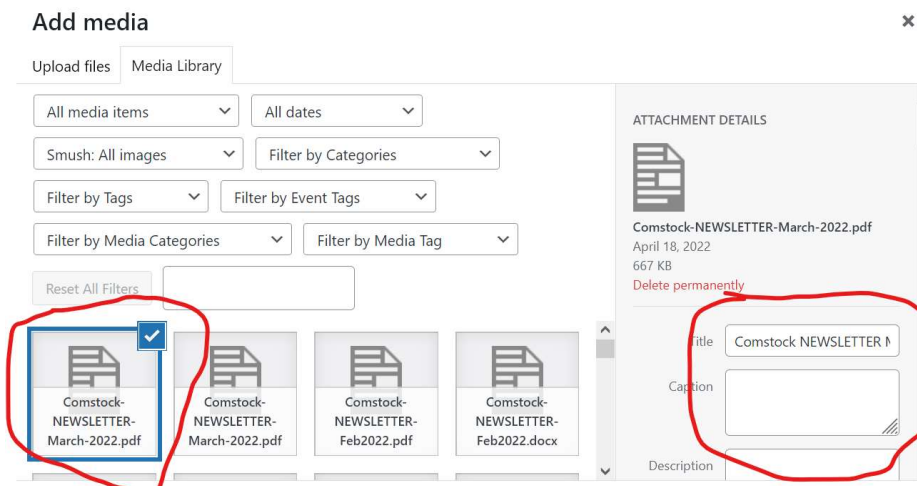 Add media
×
Upload files
Media Library
All media items
All dates
Smush: All images
Filter by Categories
Filter by Tags
Filter by Event Tags
Filter by Media Categories
Filter by Media Tag
Reset All Filters
Comstock-
NEWSLETTER-
March-2022.pdf
Comstock-
NEWSLETTER-
March-2022.pdf
Comstock-
NEWSLETTER-
Feb2022.pdf
Comstock-
NEWSLETTER-
Feb2022.docx
ATTACHMENT DETAILS
Comstock-NEWSLETTER-March-2022.pdf
April 18, 2022
667 KB
Delete permanently
Title
Comstock NEWSLETTER M
Caption
Description